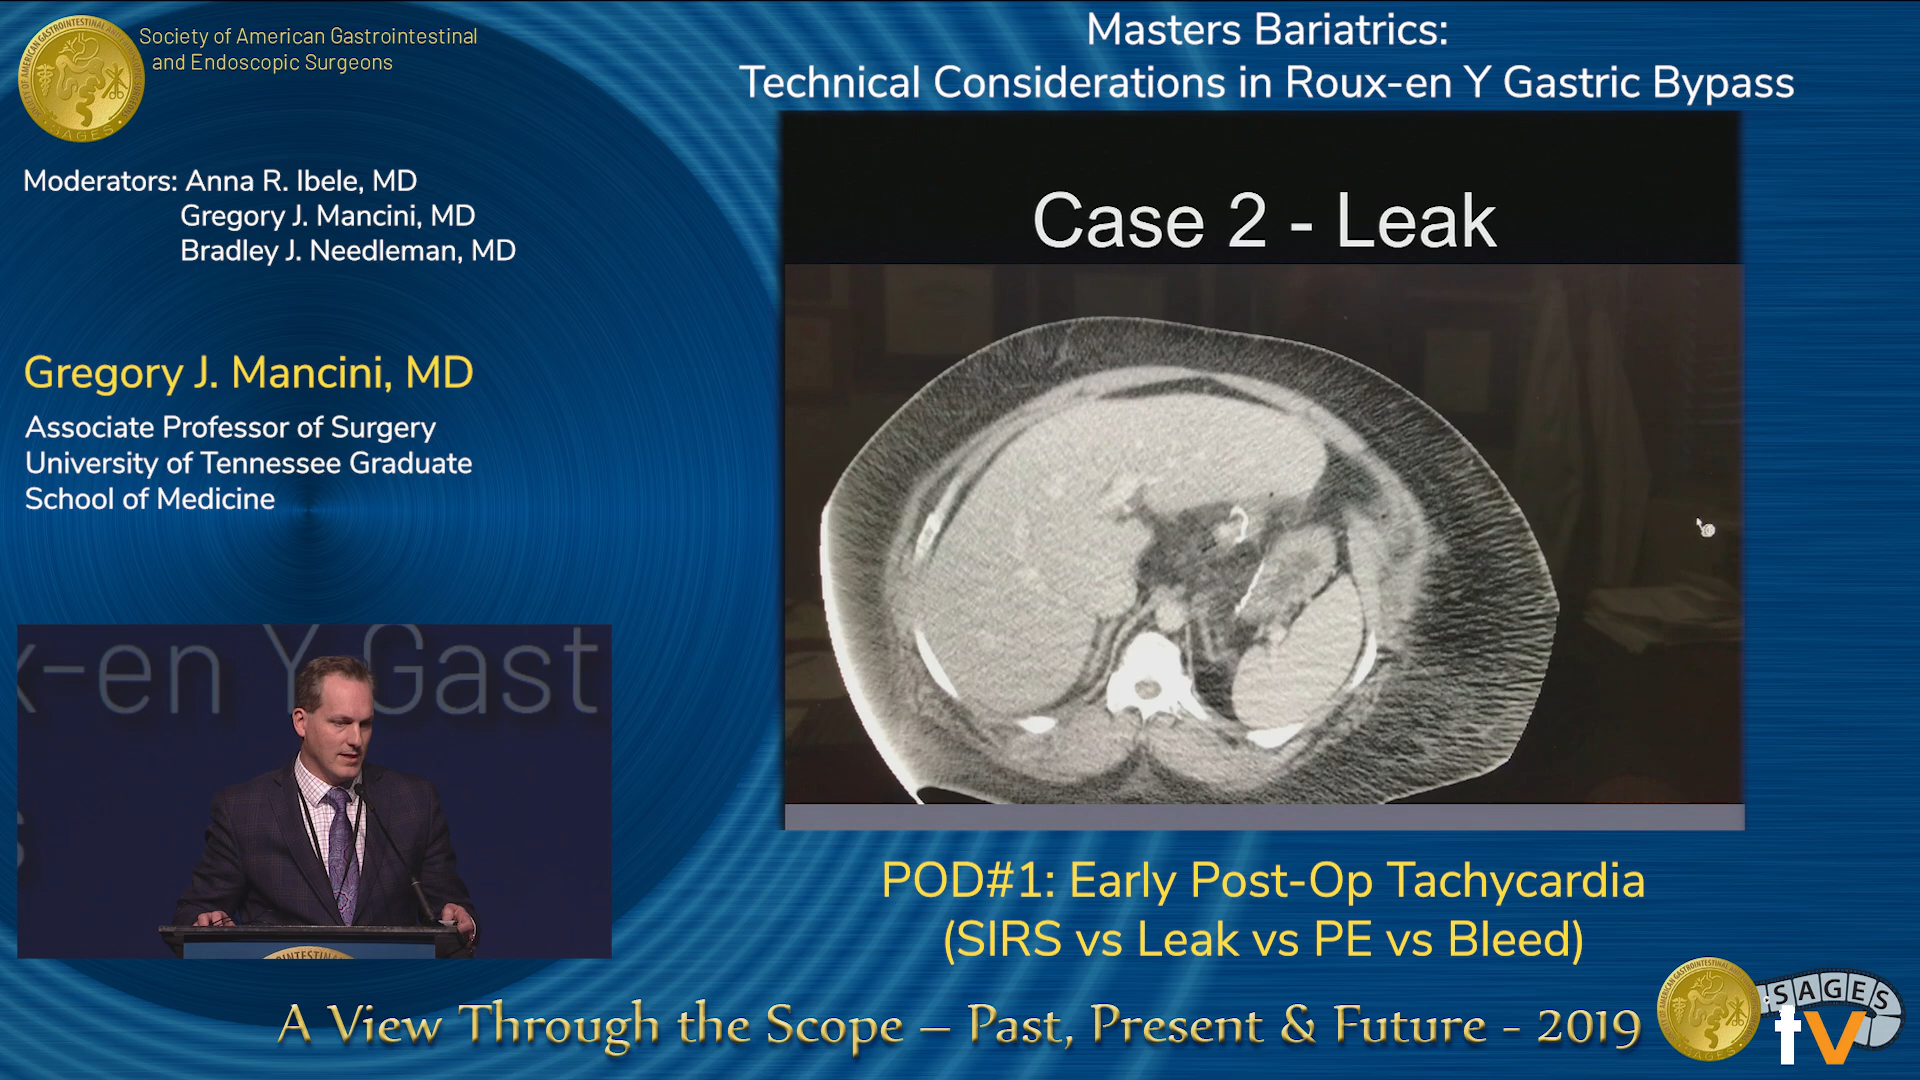 Society of American Gastrointestinal
and Endoscopic Surgeons
SAGES
Masters Bariatrics:
Technical Considerations in Roux-en Y Gastric Bypass
Moderators: Anna R. Ibele, MD
Gregory J. Mancini, MD
Bradley J. Needleman, MD
Gregory J. Mancini, MD
Associate Professor of Surgery
University of Tennessee Graduate
School of Medicine
Case 2 - Leak
x-en Y Gast
POD#1: Early Post-Op Tachycardia
(SIRS vs Leak vs PE vs Bleed)
A View Through the Scope – Past, Present & Future - 2019
SAGES
tv